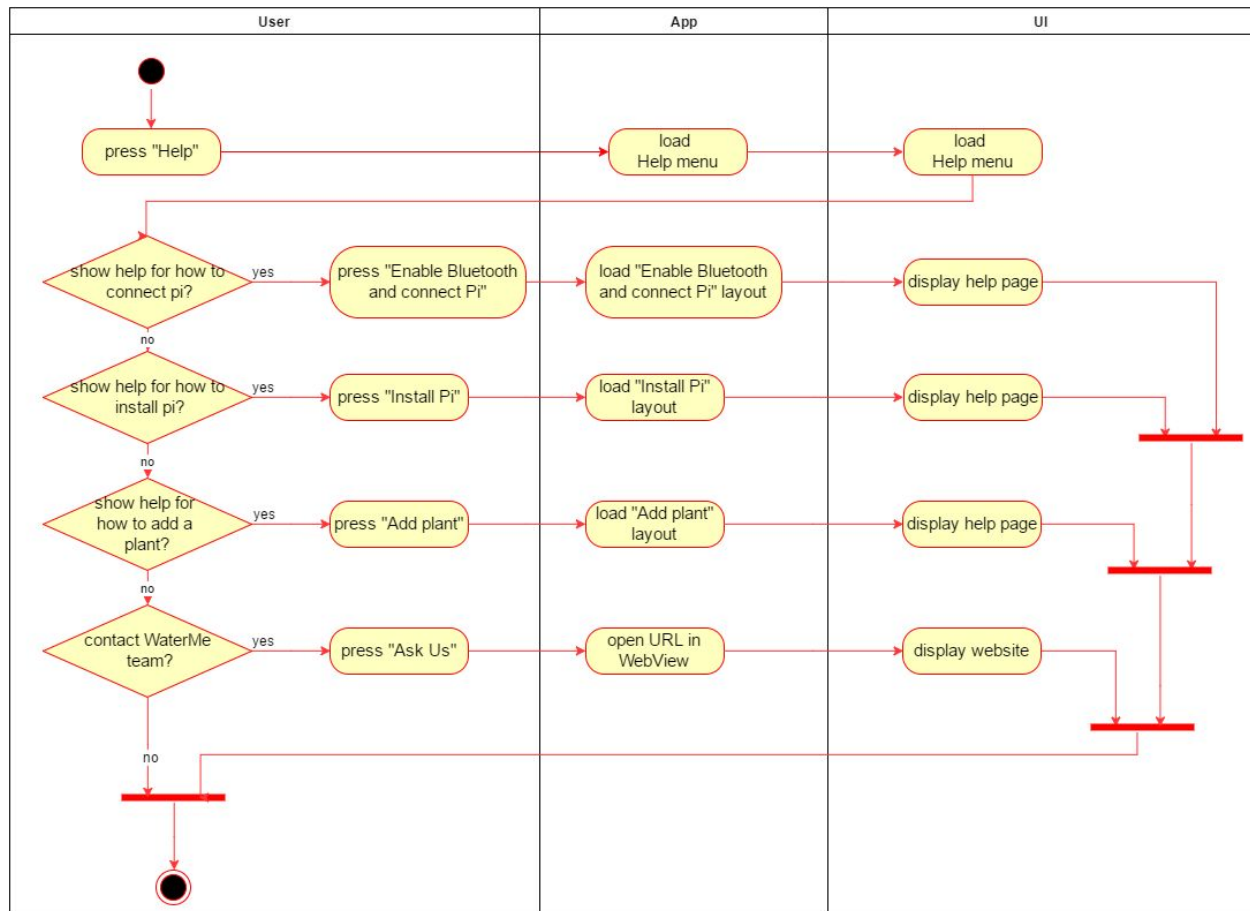 User
App
UI
press "Help"
load
Help menu
load
Help menu
show help for how to
connect pi?
yes
press "Enable Bluetooth
and connect Pi"
load "Enable Bluetooth
and connect Pi" layout
display help page
no
show help for how to
install pi?
yes
press "Install Pi"
load "Install Pi"
layout
display help page
no
show help for
how to add a
plant?
yes
press "Add plant"
load "Add plant"
layout
display help page
no
contact WaterMe
team?
yes
press "Ask Us"
open URL in
WebView
display website
no